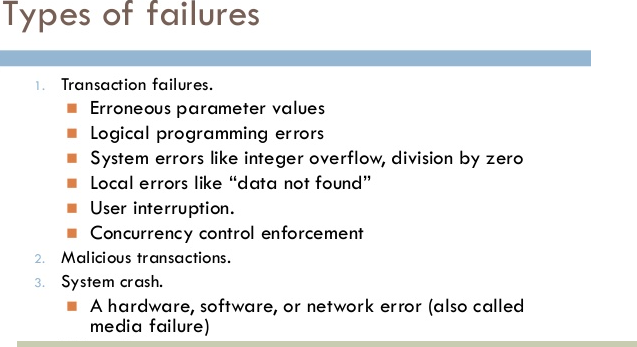 Types of failures
1. Transaction failures.
■ Erroneous parameter values
■ Logical programming errors
■ System errors like integer overflow, division by zero
■ Local errors like “data not found”
■ User interruption.
■ Concurrency control enforcement
2. Malicious transactions.
3. System crash.
■ A hardware, software, or network error (also called
media failure)